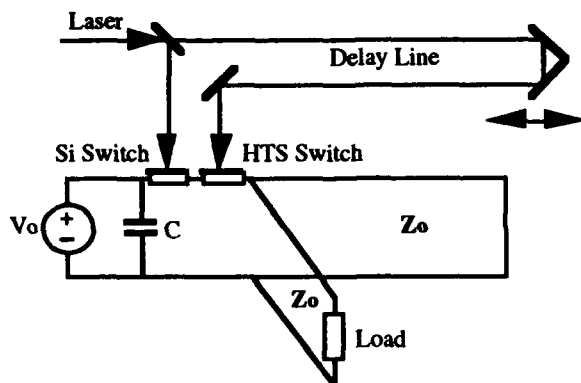 Laser
Delay Line
Si Switch HTS Switch
Vo + − C Zo
Zo
Load